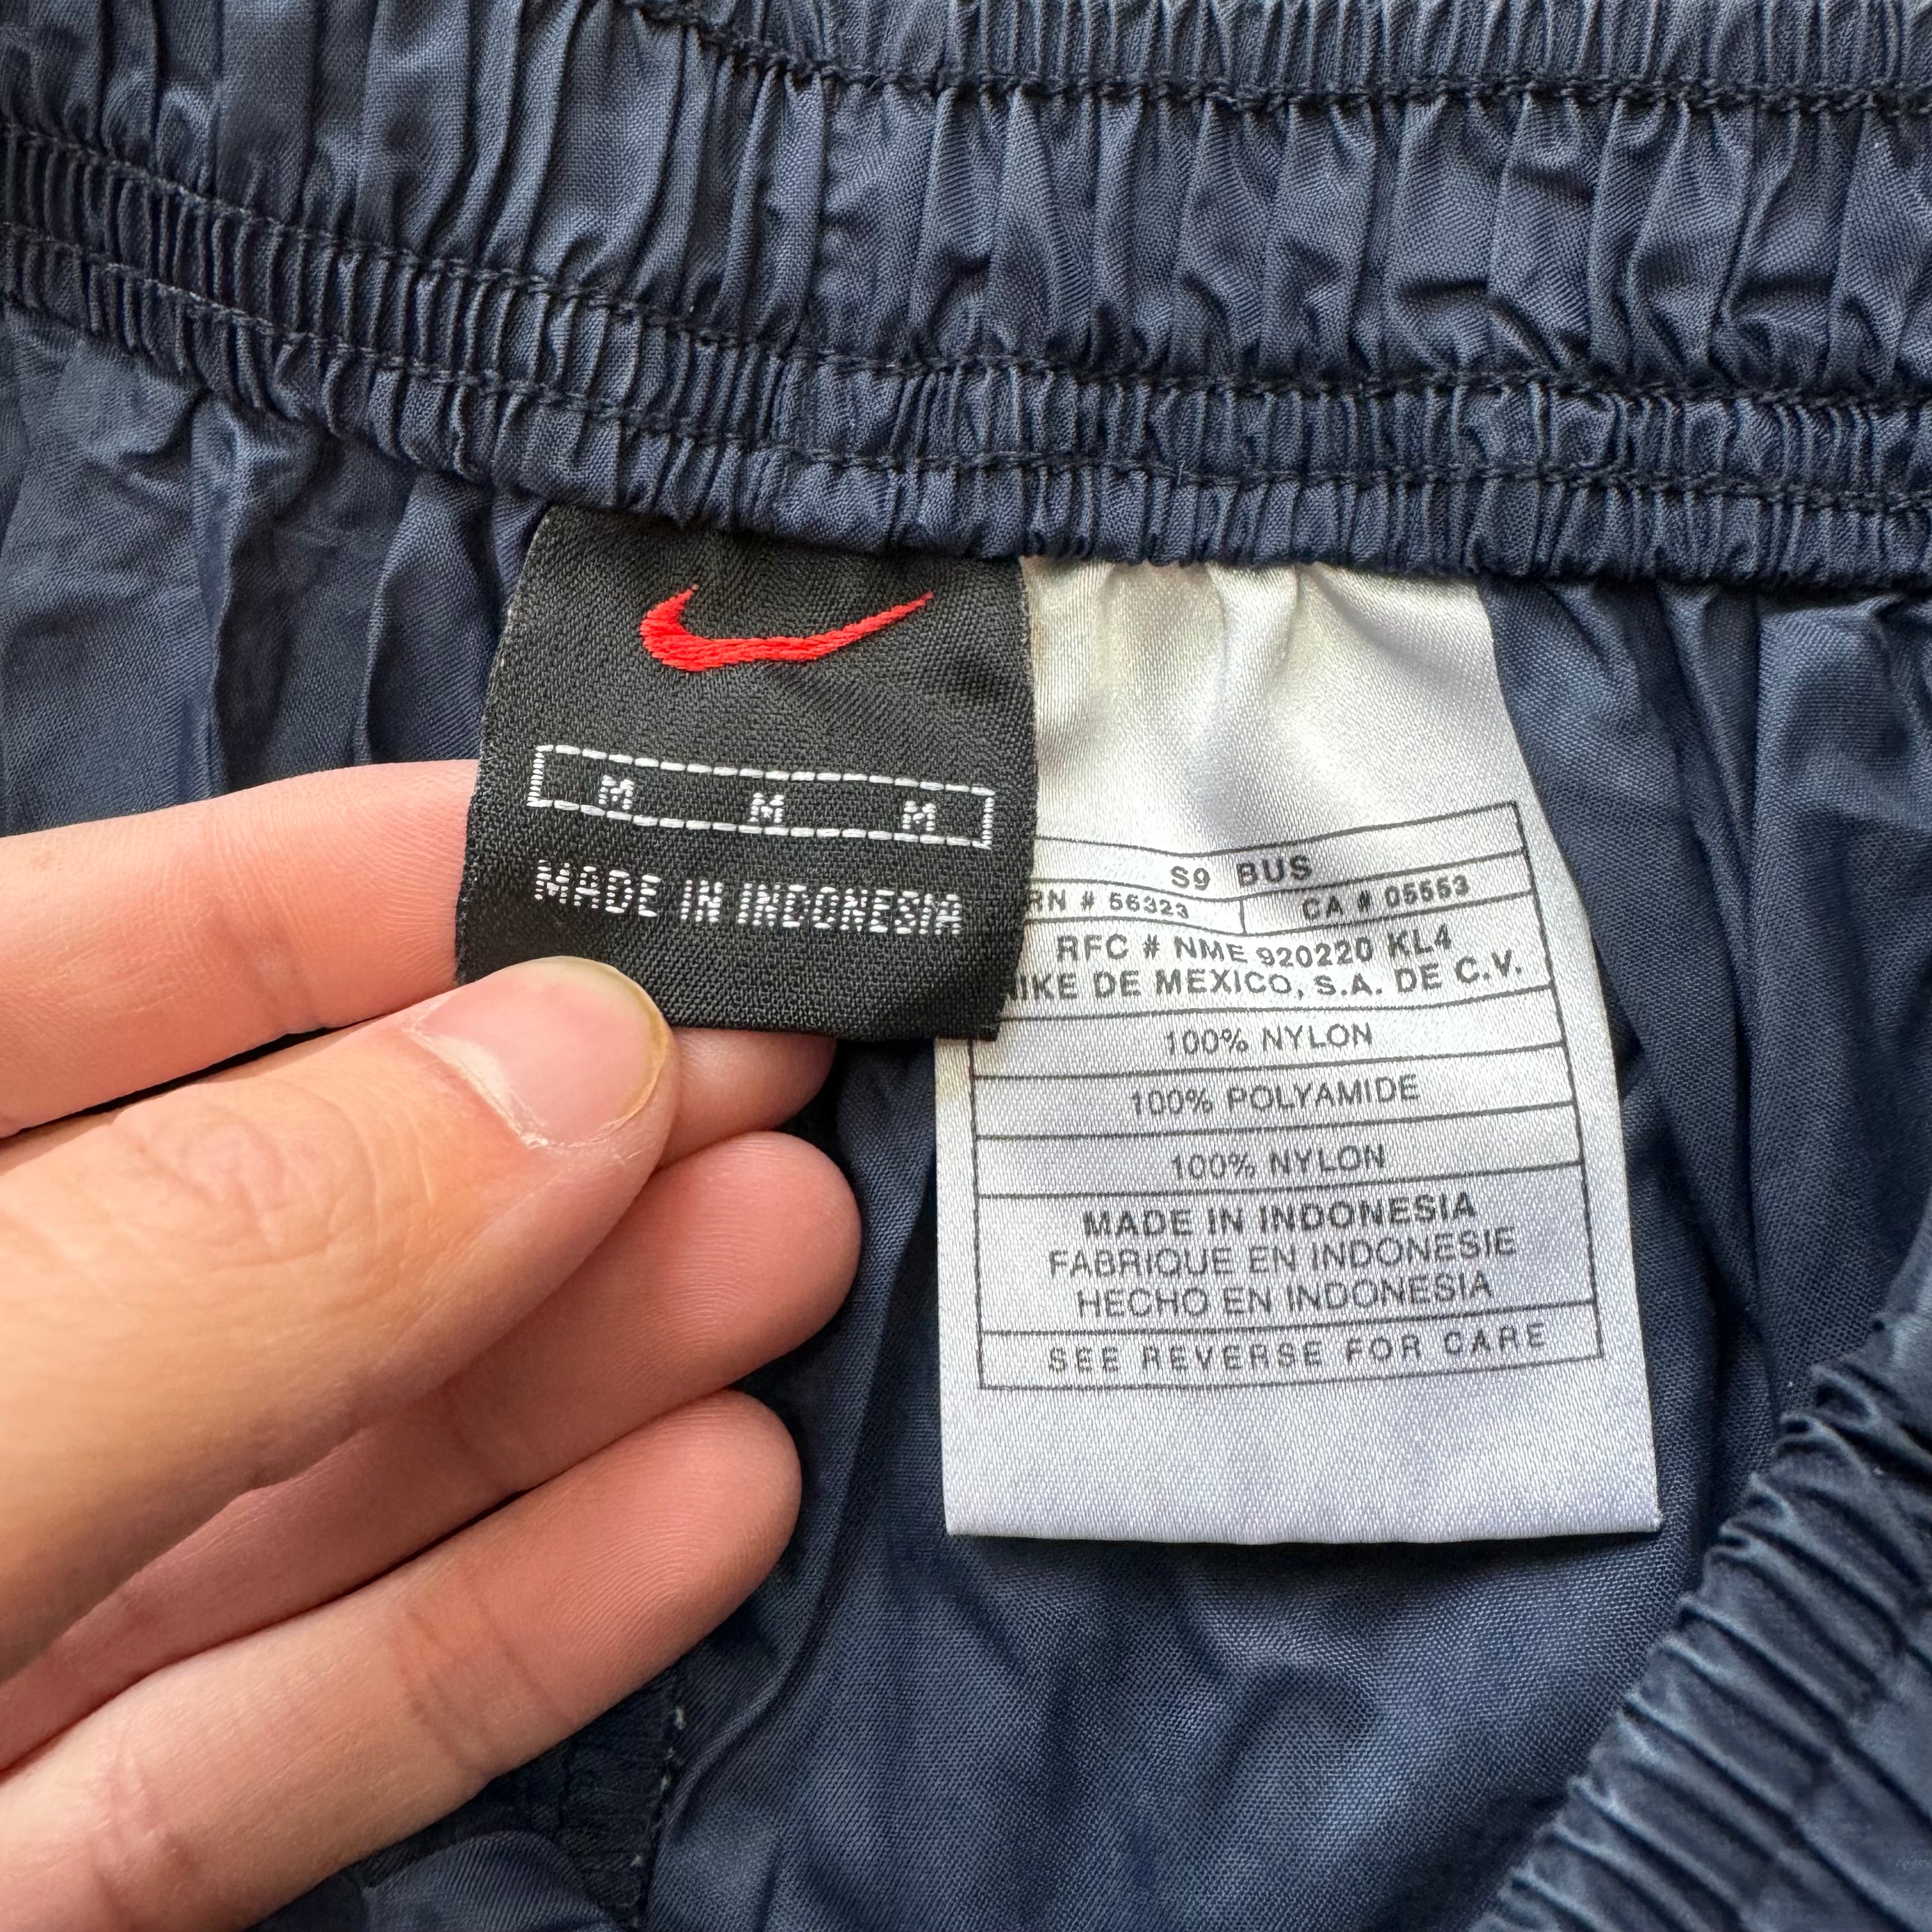 M M M
MADE IN INDONESIA
S9 BUS
RN # 56323 CA # 05553
RFC # NME 920220 KL4
NIKE DE MEXICO, S.A. DE C.V.
100% NYLON
100% POLYAMIDE
100% NYLON
MADE IN INDONESIA
FABRIQUE EN INDONESIE
HECHO EN INDONESIA
SEE REVERSE FOR CARE